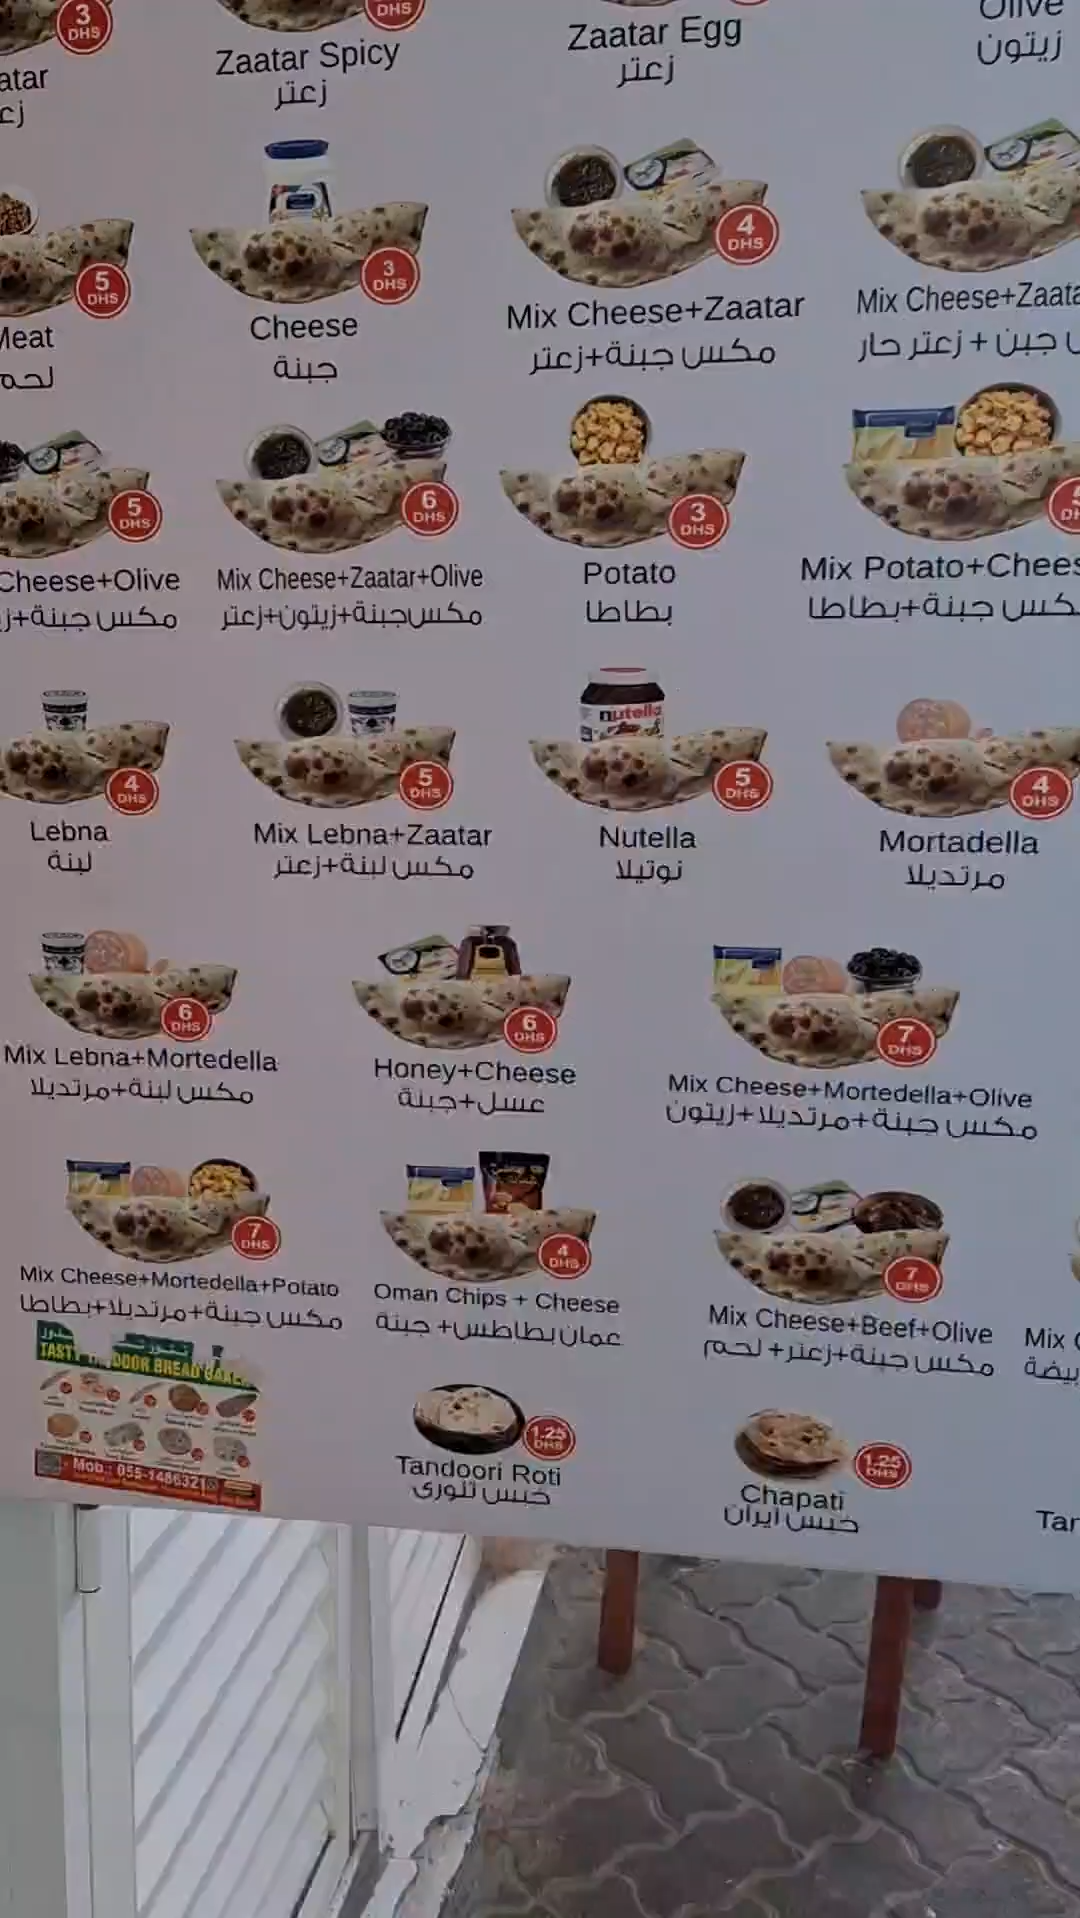 3
DHS
DHS
Zaatar Spicy
زعتر
Zaatar Egg
زعتر
Olive
زيتون
5
DHS
لحم
3
DHS
Cheese
جبنة
4
DHS
Mix Cheese+Zaatar
مكس جبنة+زعتر
Mix Cheese+Zaata
جبن + زعتر حار
5
DHS
Cheese+Olive
مكس جبنة+
6
DHS
Mix Cheese+Zaatar+Olive
مكس جبنة+زيتون+زعتر
3
DHS
Potato
بطاطا
Mix Potato+Chees
مكس جبنة+بطاطا
4
DHS
Lebna
لبنة
5
DHS
Mix Lebna+Zaatar
مكس لبنة+زعتر
nutella
5
DHS
Nutella
نوتيلا
4
DHS
Mortadella
مرتديلا
6
DHS
Mix Lebna+Mortedella
مكس لبنة+مرتديلا
6
DHS
Honey+Cheese
عسل+جبنة
7
DHS
Mix Cheese+Mortedella+Olive
مكس جبنة+مرتديلا+زيتون
7
DHS
Mix Cheese+Mortedella+Potato
مكس جبنة+مرتديلا+بطاطا
4
DHS
Oman Chips + Cheese
عمان بطاطس+ جبنة
7
DHS
Mix Cheese+Beef+Olive
مكس جبنة+زعتر+لحم
Mix
بيضة
TASTY DOOR BREAD BAKE
Mob.: 055-1486321
1.25
DHS
Tandoori Roti
خبس تنوري
1.25
DHS
Chapati
خبس ايران
Tan